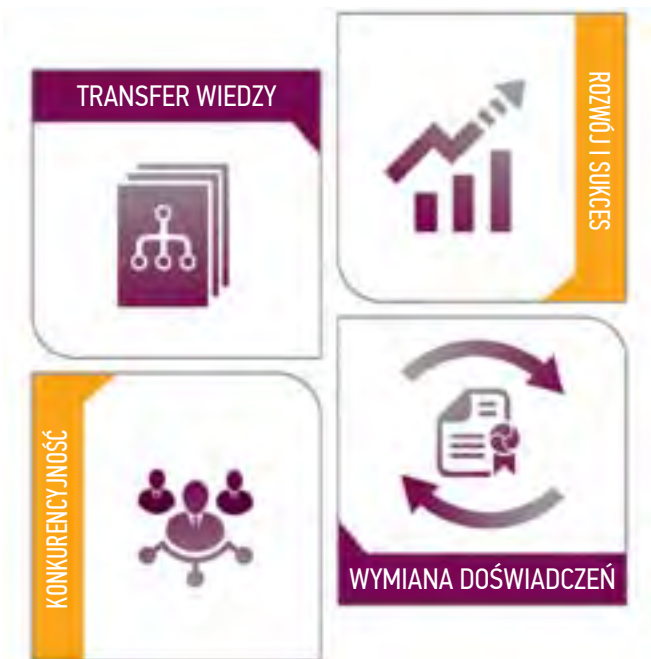 TRANSFER WIEDZY
ROZWÓJ I SUKCES
KONKURENCYJNOŚĆ
WYMIANA DOŚWIADCZEŃ